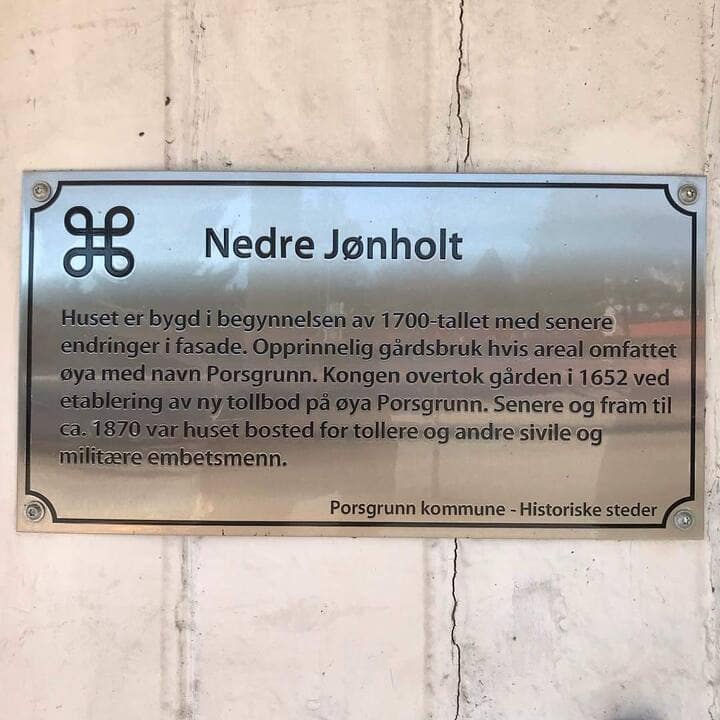 Nedre Jønholt
Huset er bygd i begynnelsen av 1700-tallet med senere
endringer i fasade. Opprinnelig gårdsbruk hvis areal omfattet
øya med navn Porsgrunn. Kongen overtok gården i 1652 ved
etablering av ny tollbod på øya Porsgrunn. Senere og fram til
ca. 1870 var huset bosted for tollere og andre sivile og
militære embetsmenn.
Porsgrunn kommune - Historiske steder